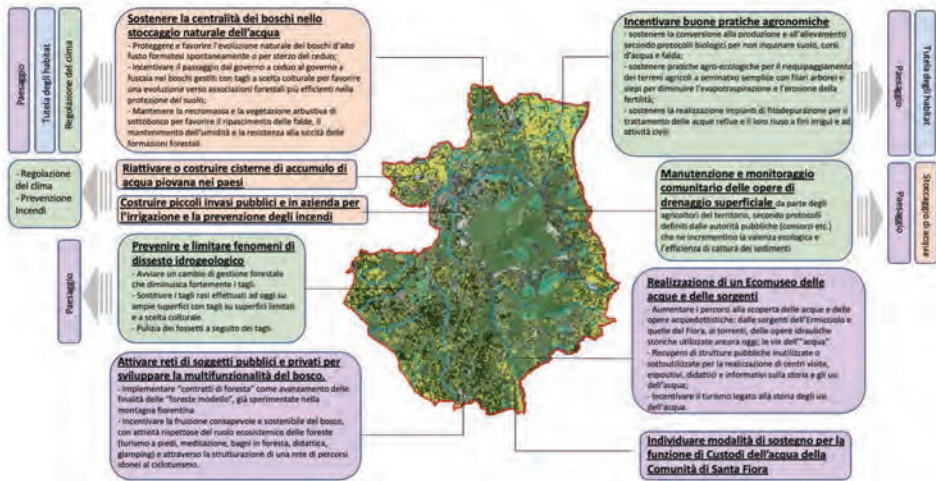 Paesaggio
Tutela degli habitat
Regolazione del clima
Sostenere la centralità dei boschi nello
stoccaggio naturale dell'acqua
- Proteggere e favorire l'evoluzione naturale dei boschi d'alto
fusto formatesi spontaneamente o per sterzo del ceduo;
- Incentivare il passaggio dal governo a ceduo al governo a
fustaia nei boschi gestiti con tagli a scelta colturale per favorire
una evoluzione verso associazioni forestali più efficienti nella
protezione del suolo;
- Mantenere la necromassa e la vegetazione arbustiva di
sottobosco per favorire il ripascimento delle falde, il
mantenimento dell'umidità e la resistenza alla siccità delle
formazioni forestali
- Regolazione
del clima
- Prevenzione
Incendi
Riattivare o costruire cisterne di accumulo di
acqua piovana nei paesi
Costruire piccoli invasi pubblici e in azienda per
l'irrigazione e la prevenzione degli incendi
Paesaggio
Prevenire e limitare fenomeni di
dissesto idrogeologico
- Avviare un cambio di gestione forestale
che diminuisca fortemente i tagli.
- Sostituire i tagli rasi effettuati ad oggi su
ampie superfici con tagli su superfici limitati
e a scelta colturale.
- Pulizia dei fossetti a seguito dei tagli.
Attivare reti di soggetti pubblici e privati per
sviluppare la multifunzionalità del bosco.
- Implementare "contratti di foresta" come avanzamento delle
finalità delle "foreste modello", già sperimentate nella
montagna fiorentina
- Incentivare la fruizione consapevole e sostenibile del bosco,
con attività rispettose del ruolo ecosistemico delle foreste
(turismo a piedi, meditazione, bagni in foresta, didattica,
glamping) e attraverso la strutturazione di una rete di percorsi
idonei al cicloturismo.
Incentivare buone pratiche agronomiche
- sostenere la conversione alla produzione e all'allevamento
secondo protocolli biologici per non inquinare suolo, corsi
d'acqua e falda;
- sostenere pratiche agro-ecologiche per il riequipaggiamento
dei terreni agricoli a seminativo semplice con filari arborei e
siepi per diminuire l'evapotraspirazione e l'erosione della
fertilità;
- sostenere la realizzazione impianti di fitodepurazione per il
trattamento delle acque reflue e il loro riuso a fini irrigui e ad
attività civili
Paesaggio
Tutela degli habitat
Manutenzione e monitoraggio
comunitario delle opere di
drenaggio superficiale da parte degli
agricoltori del territorio, secondo protocolli
definiti dalle autorità pubbliche (consorzi etc.)
che ne incrementino la valenza ecologica e
l'efficienza di cattura dei sedimenti
Paesaggio
Stoccaggio di acqua
Realizzazione di un Ecomuseo delle
acque e delle sorgenti
- Aumentare i percorsi alla scoperta delle acque e delle
opere acquedottistiche: dalle sorgenti dell'Ermicciolo e
quelle del Fiora, ai torrenti, delle opere idrauliche
storiche utilizzate ancora oggi; le vie dell'"acqua"
- Recupero di strutture pubbliche inutilizzate o
sottoutilizzate per la realizzazione di centri visite,
espositivi, didattici e informativi sulla storia e gli usi
dell'acqua;
- Incentivare il turismo legato alla storia degli usi
dell'acqua.
Individuare modalità di sostegno per la
funzione di Custodi dell'acqua della
Comunità di Santa Fiora